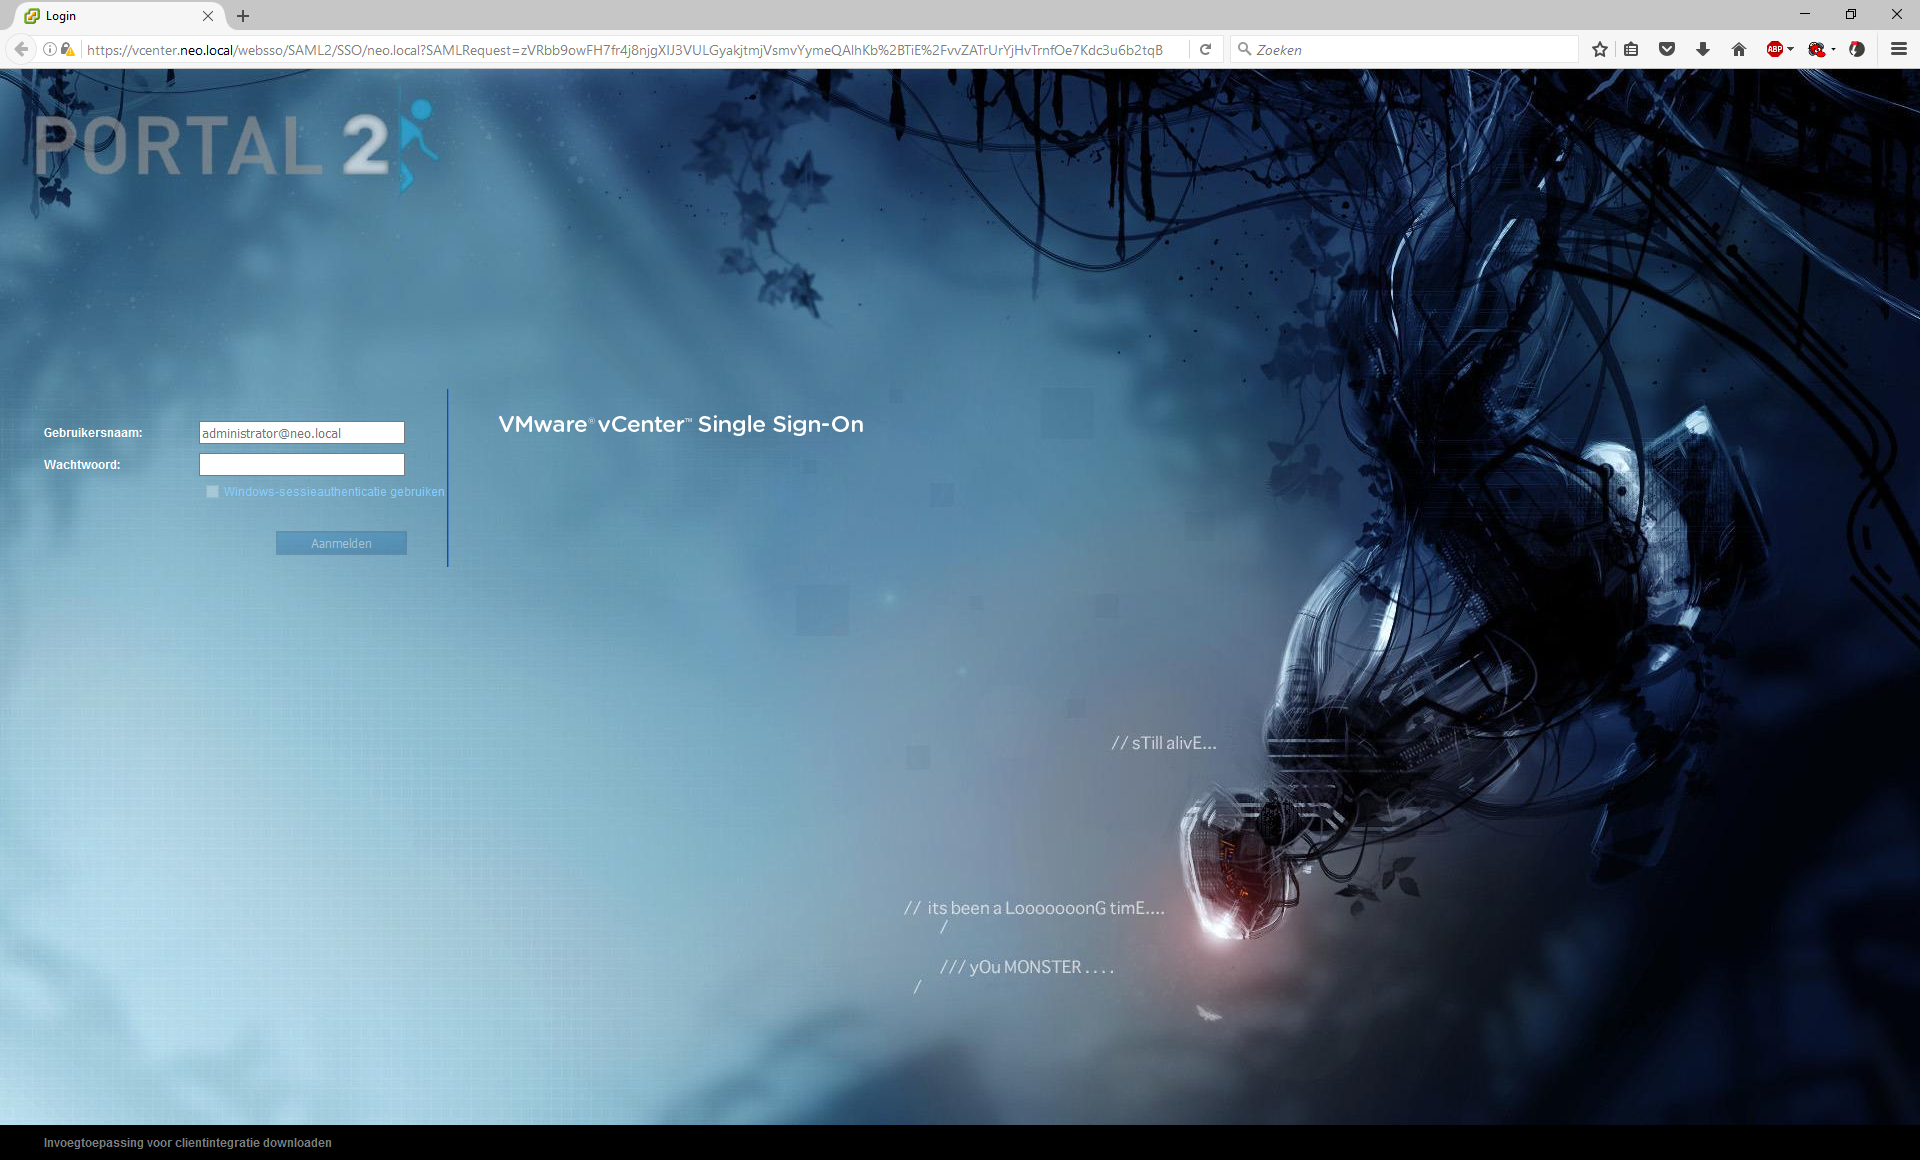 Login
https://vcenter.neo.local/websso/SAML2/SSO/neo.local?SAMLRequest=zVRbb9owFH7fr4j8njgXIJ3VULGyakjtmjVsmvYymeQAlhKb%2BTiE%2FvvZATrUrYjHvTrnfOe7Kdc3u6b2tqB
Zoeken
ABP
PORTAL 2
Gebruikersnaam: administrator@neo.local
Wachtwoord:
Windows-sessieauthenticatie gebruiken
Aanmelden
VMware® vCenter™ Single Sign-On
// sTill alivE...
// its been a LooooooonG timE....
/
/// yOu MONSTER . . . .
/
Invoegtoepassing voor clientintegratie downloaden